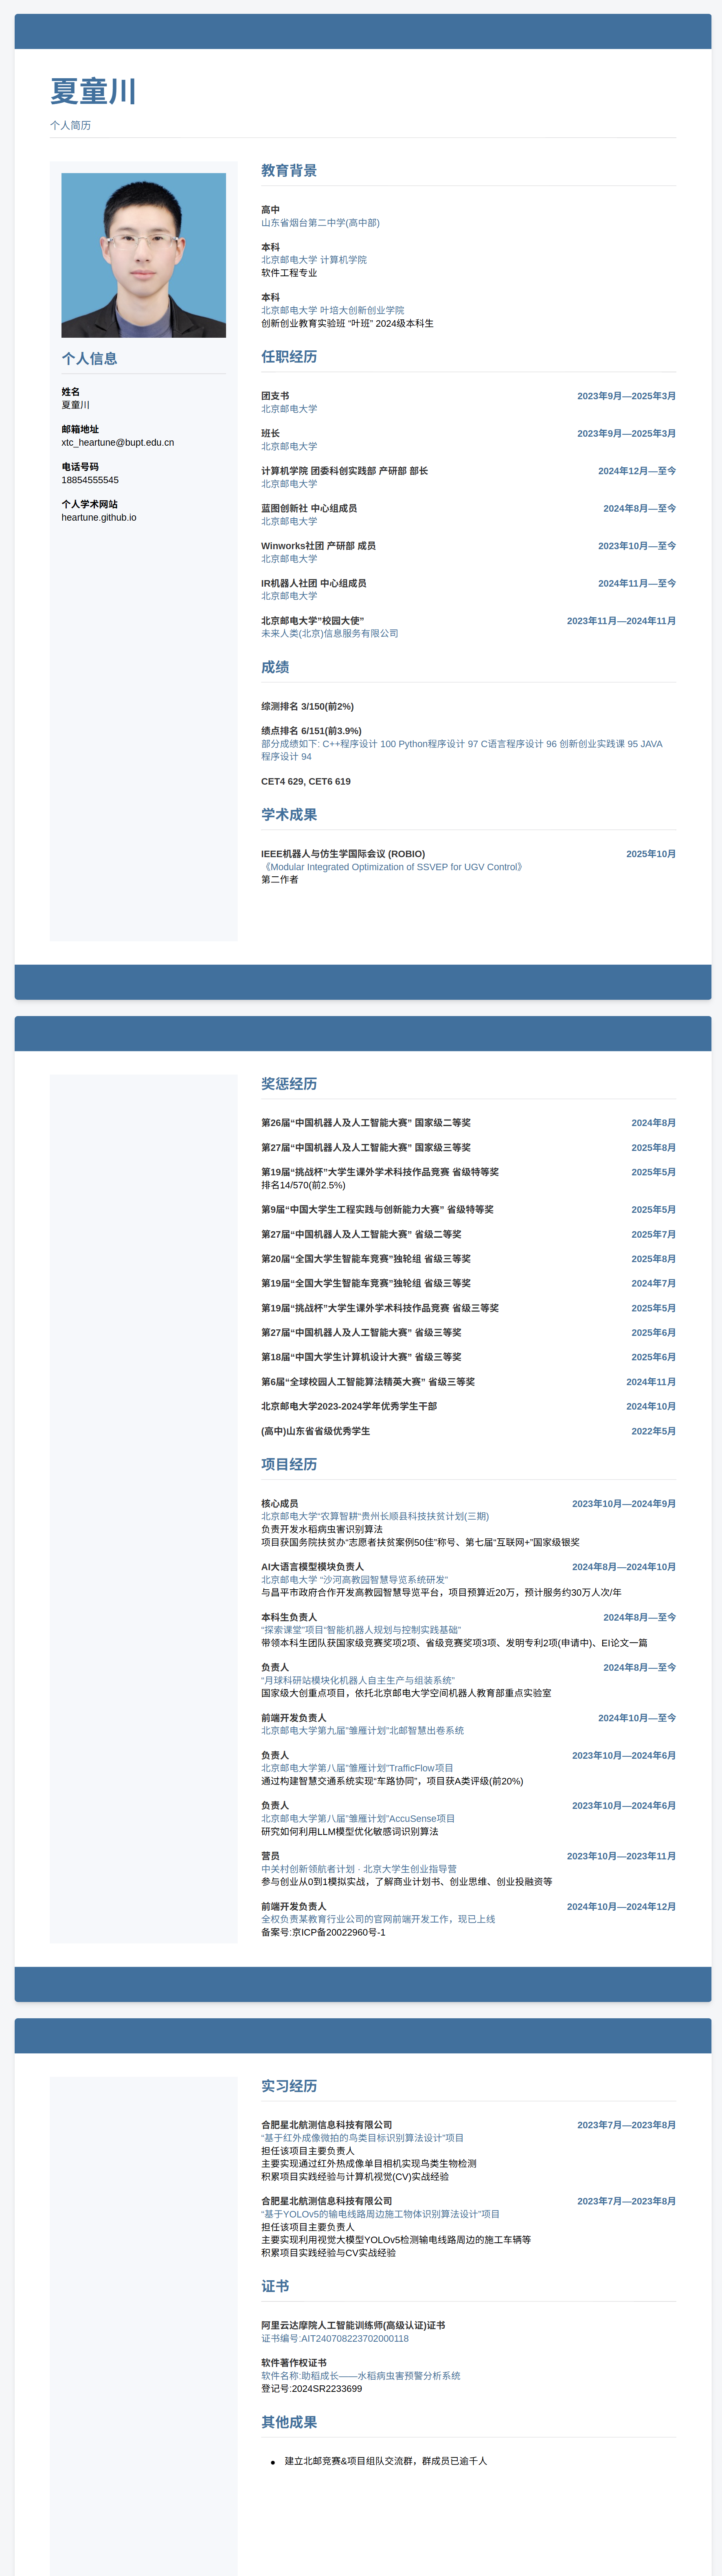 夏童川
个人简历
个人信息
姓名
夏童川
邮箱地址
xtc_heartune@bupt.edu.cn
电话号码
18854555545
个人学术网站
heartune.github.io
教育背景
高中
山东省烟台第二中学(高中部)
本科
北京邮电大学 计算机学院
软件工程专业
本科
北京邮电大学 叶培大创新创业学院
创新创业教育实验班 “叶班” 2024级本科生
任职经历
团支书 2023年9月—2025年3月
北京邮电大学
班长 2023年9月—2025年3月
北京邮电大学
计算机学院 团委科创实践部 产研部 部长 2024年12月—至今
北京邮电大学
蓝图创新社 中心组成员 2024年8月—至今
北京邮电大学
Winworks社团 产研部 成员 2023年10月—至今
北京邮电大学
IR机器人社团 中心组成员 2024年11月—至今
北京邮电大学
北京邮电大学”校园大使” 2023年11月—2024年11月
未来人类(北京)信息服务有限公司
成绩
综测排名 3/150(前2%)
绩点排名 6/151(前3.9%)
部分成绩如下: C++程序设计 100 Python程序设计 97 C语言程序设计 96 创新创业实践课 95 JAVA
程序设计 94
CET4 629, CET6 619
学术成果
IEEE机器人与仿生学国际会议 (ROBIO) 2025年10月
《Modular Integrated Optimization of SSVEP for UGV Control》
第二作者
奖惩经历
第26届“中国机器人及人工智能大赛” 国家级二等奖 2024年8月
第27届“中国机器人及人工智能大赛” 国家级三等奖 2025年8月
第19届“挑战杯”大学生课外学术科技作品竞赛 省级特等奖 2025年5月
排名14/570(前2.5%)
第9届“中国大学生工程实践与创新能力大赛” 省级特等奖 2025年5月
第27届“中国机器人及人工智能大赛” 省级二等奖 2025年7月
第20届“全国大学生智能车竞赛”独轮组 省级三等奖 2025年8月
第19届“全国大学生智能车竞赛”独轮组 省级三等奖 2024年7月
第19届“挑战杯”大学生课外学术科技作品竞赛 省级三等奖 2025年5月
第27届“中国机器人及人工智能大赛” 省级三等奖 2025年6月
第18届“中国大学生计算机设计大赛” 省级三等奖 2025年6月
第6届“全球校园人工智能算法精英大赛” 省级三等奖 2024年11月
北京邮电大学2023-2024学年优秀学生干部 2024年10月
(高中)山东省省级优秀学生 2022年5月
项目经历
核心成员 2023年10月—2024年9月
北京邮电大学“农算智耕”贵州长顺县科技扶贫计划(三期)
负责开发水稻病虫害识别算法
项目获国务院扶贫办“志愿者扶贫案例50佳”称号、第七届“互联网+”国家级银奖
AI大语言模型模块负责人 2024年8月—2024年10月
北京邮电大学 “沙河高教园智慧导览系统研发”
与昌平市政府合作开发高教园智慧导览平台，项目预算近20万，预计服务约30万人次/年
本科生负责人 2024年8月—至今
“探索课堂”项目“智能机器人规划与控制实践基础”
带领本科生团队获国家级竞赛奖项2项、省级竞赛奖项3项、发明专利2项(申请中)、EI论文一篇
负责人 2024年8月—至今
“月球科研站模块化机器人自主生产与组装系统”
国家级大创重点项目，依托北京邮电大学空间机器人教育部重点实验室
前端开发负责人 2024年10月—至今
北京邮电大学第九届”雏雁计划”北邮智慧出卷系统
负责人 2023年10月—2024年6月
北京邮电大学第八届”雏雁计划”TrafficFlow项目
通过构建智慧交通系统实现“车路协同”，项目获A类评级(前20%)
负责人 2023年10月—2024年6月
北京邮电大学第八届”雏雁计划”AccuSense项目
研究如何利用LLM模型优化敏感词识别算法
营员 2023年10月—2023年11月
中关村创新领航者计划 · 北京大学生创业指导营
参与创业从0到1模拟实战，了解商业计划书、创业思维、创业投融资等
前端开发负责人 2024年10月—2024年12月
全权负责某教育行业公司的官网前端开发工作，现已上线
备案号:京ICP备20022960号-1
实习经历
合肥星北航测信息科技有限公司 2023年7月—2023年8月
“基于红外成像微拍的鸟类目标识别算法设计”项目
担任该项目主要负责人
主要实现通过红外热成像单目相机实现鸟类生物检测
积累项目实践经验与计算机视觉(CV)实战经验
合肥星北航测信息科技有限公司 2023年7月—2023年8月
“基于YOLOv5的输电线路周边施工物体识别算法设计”项目
担任该项目主要负责人
主要实现利用视觉大模型YOLOv5检测输电线路周边的施工车辆等
积累项目实践经验与CV实战经验
证书
阿里云达摩院人工智能训练师(高级认证)证书
证书编号:AIT240708223702000118
软件著作权证书
软件名称:助稻成长——水稻病虫害预警分析系统
登记号:2024SR2233699
其他成果
● 建立北邮竞赛&项目组队交流群，群成员已逾千人